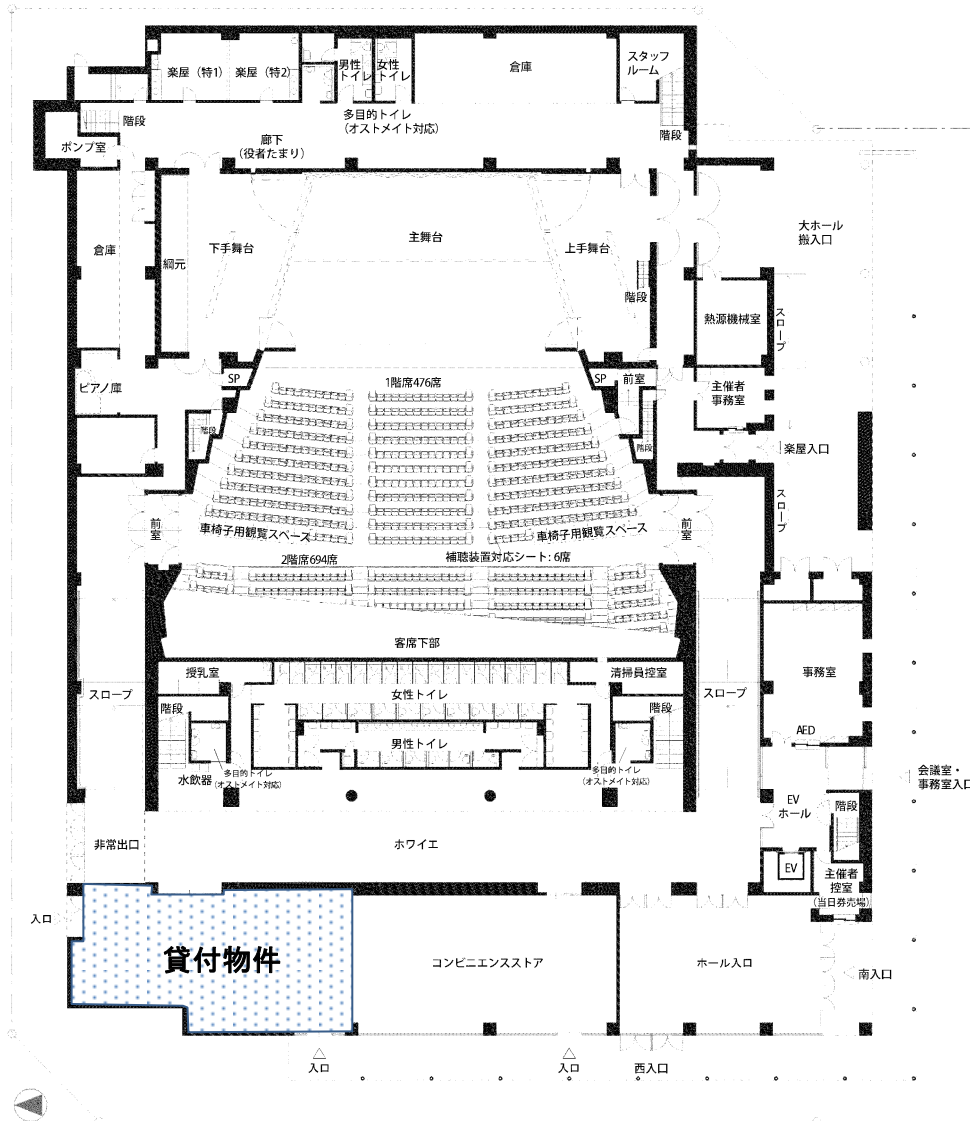 楽屋（特1）
楽屋（特2）
男性
トイレ
女性
トイレ
倉庫
スタッフ
ルーム
階段
多目的トイレ
（オストメイト対応）
階段
ポンプ室
廊下
（役者たまり）
倉庫
綱元
下手舞台
主舞台
上手舞台
階段
大ホール
搬入口
熱源機械室
スロープ
ピアノ庫
SP
1階席476席
SP
前室
主催者
事務室
階段
階段
楽屋入口
スロープ
前室
車椅子用観覧スペース
車椅子用観覧スペース
前室
2階席694席
補聴装置対応シート：6席
客席下部
授乳室
清掃員控室
事務室
スロープ
女性トイレ
スロープ
階段
階段
男性トイレ
AED
水飲器
多目的トイレ
（オストメイト対応）
多目的トイレ
（オストメイト対応）
会議室・
事務室入口
EV
ホール
階段
非常出口
ホワイエ
EV
主催者
控室
（当日券売場）
入口
貸付物件
コンビニエンスストア
ホール入口
南入口
入口
入口
西入口